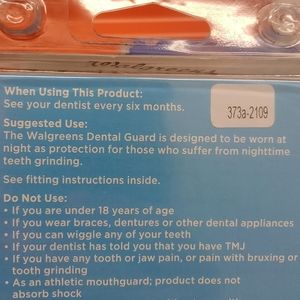 Walgreens
When Using This Product:
See your dentist every six months.
373a-2109
Suggested Use:
The Walgreens Dental Guard is designed to be worn at
night as protection for those who suffer from nighttime
teeth grinding.
See fitting instructions inside.
Do Not Use:
• If you are under 18 years of age
• If you wear braces, dentures or other dental appliances
• If you can wiggle any of your teeth
• If your dentist has told you that you have TMJ
• If you have any tooth or jaw pain, or pain with bruxing or
tooth grinding
• As an athletic mouthguard; product does not
absorb shock